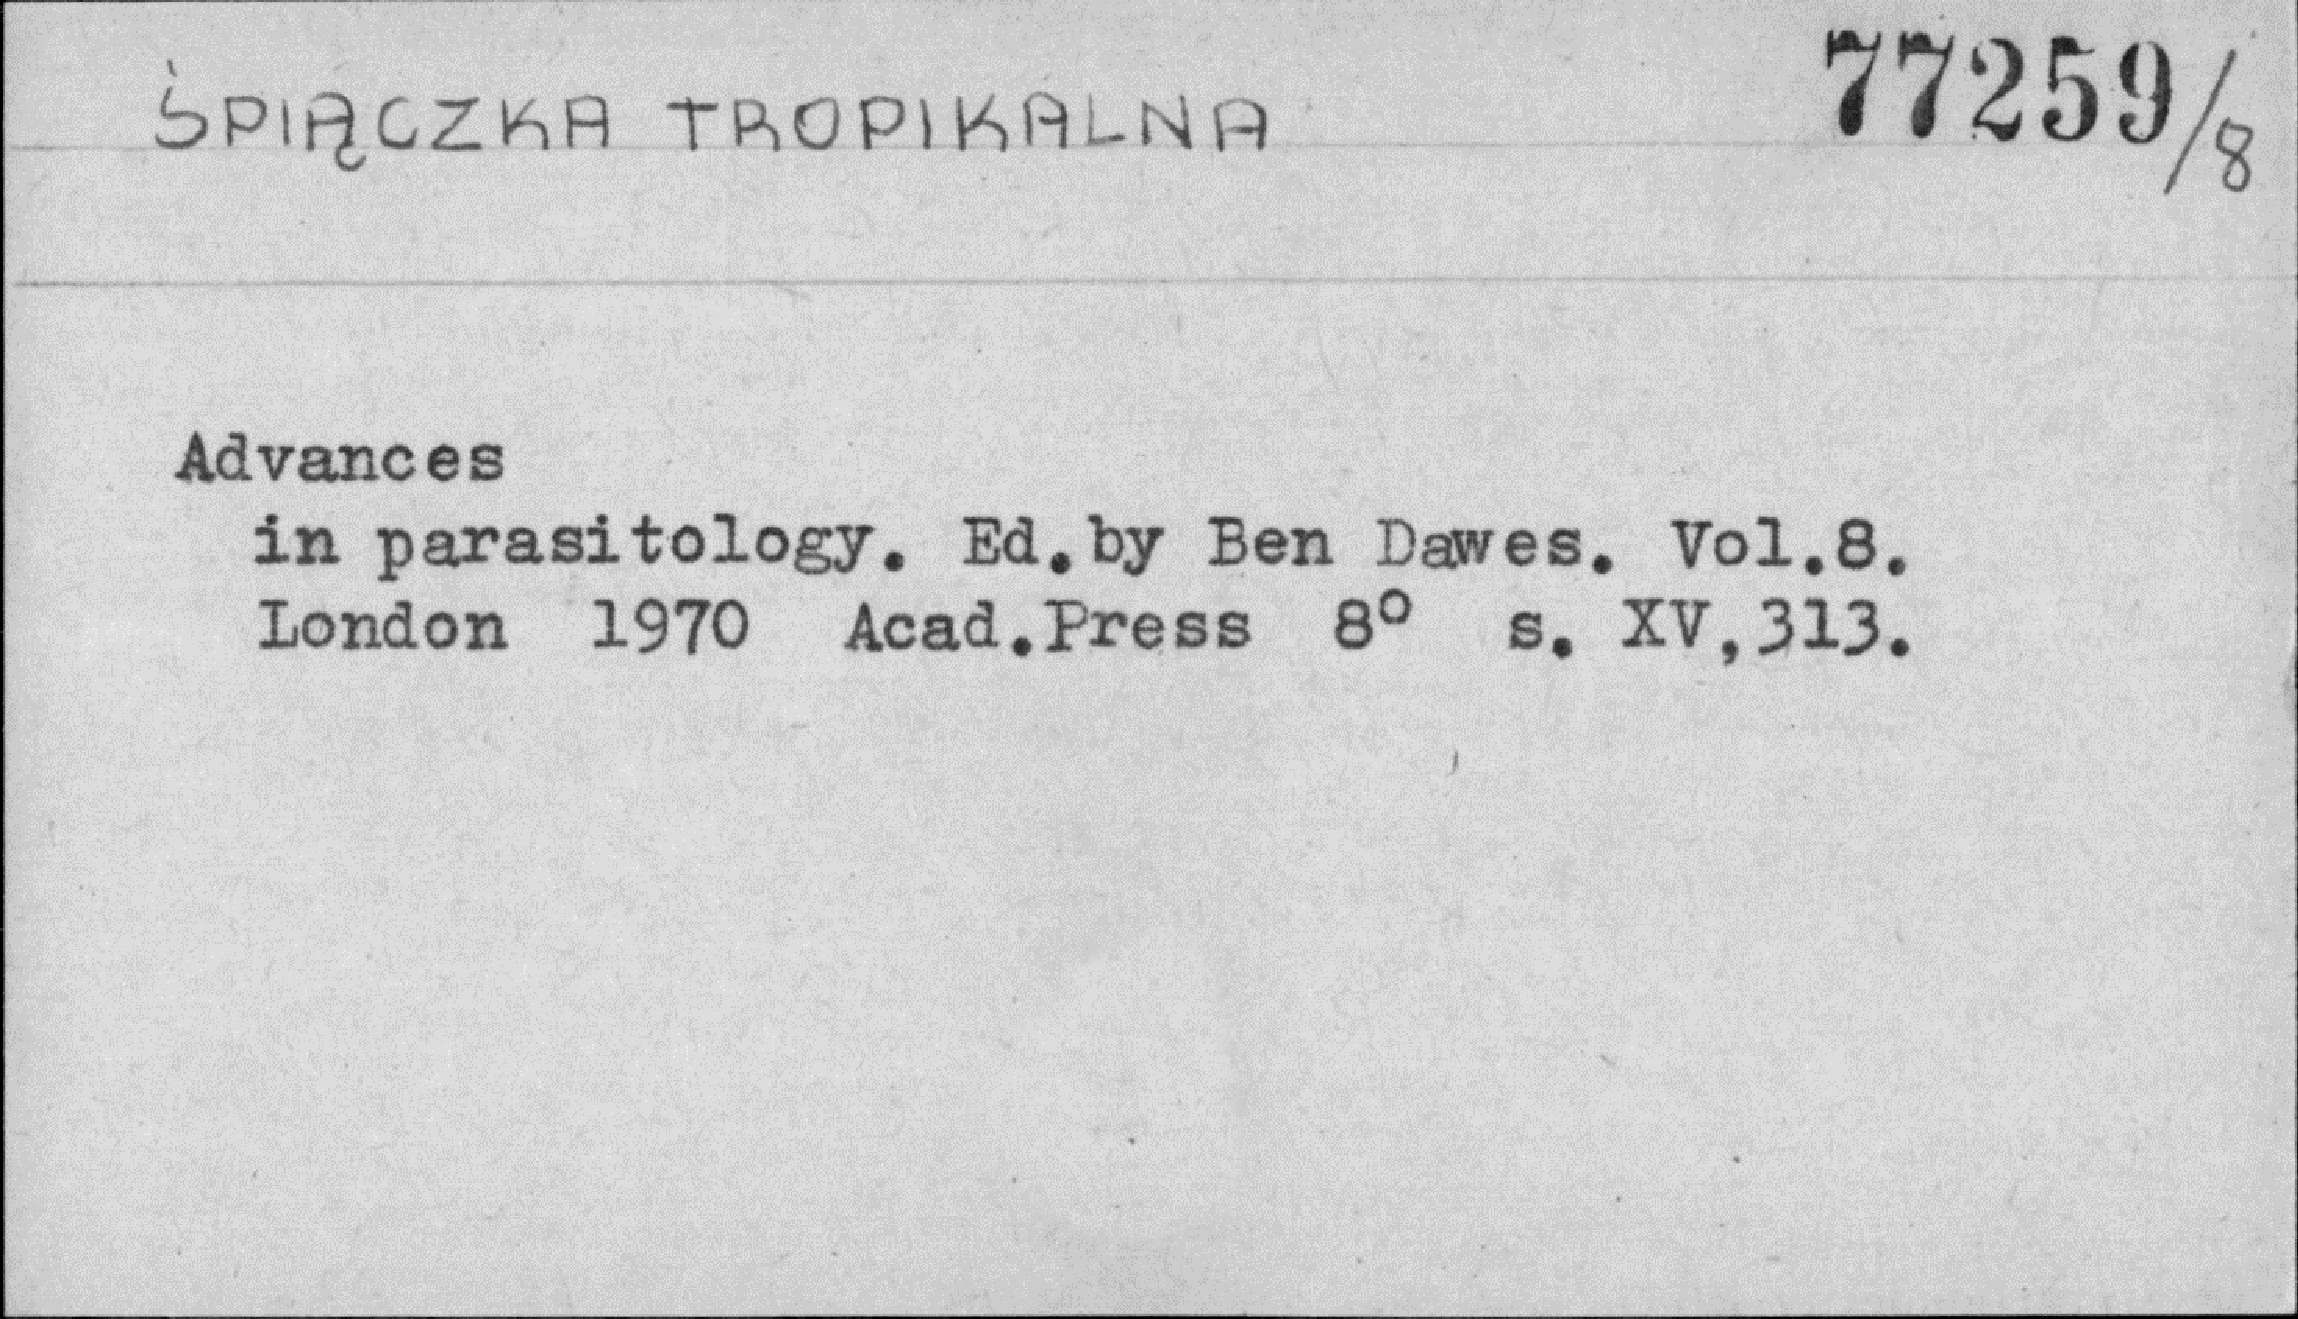 ŚPIĄCZKA TROPIKALNA 77259/8
Advances
in parasitology. Ed.by Ben Dawes. Vol.8.
London 1970 Acad.Press 8° s. XV,313.